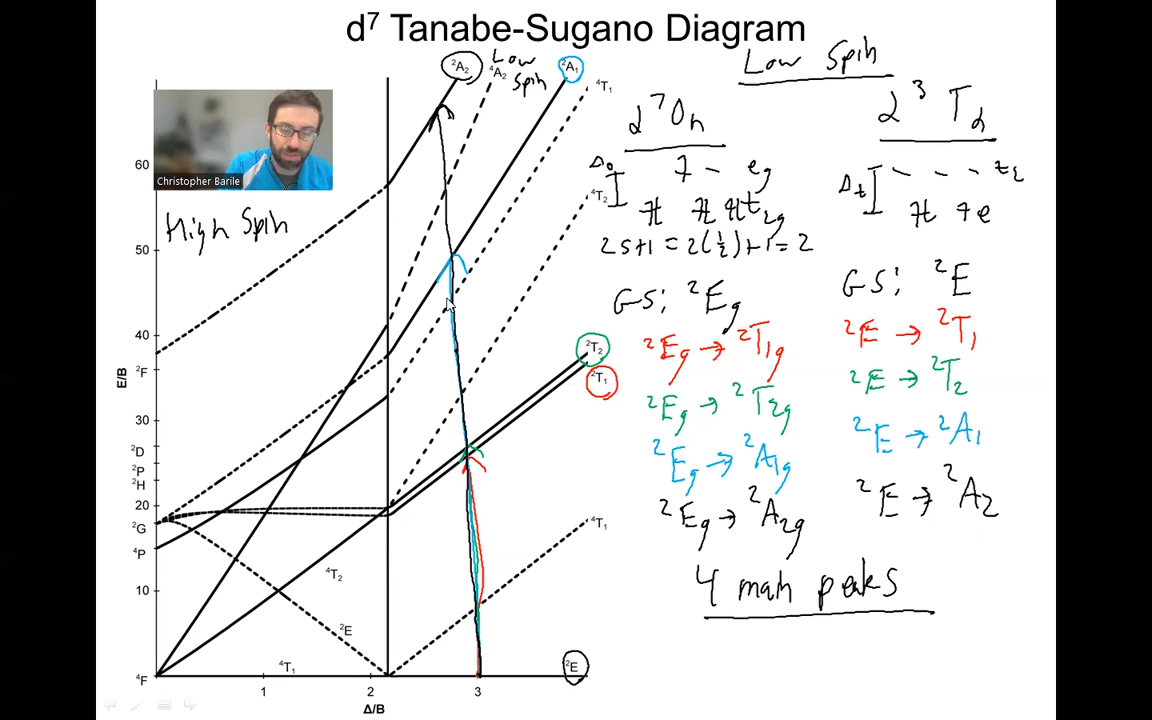 d⁷ Tanabe-Sugano Diagram
Christopher Barile
High Spin
Low Spin
²A₂
⁴A₂
²A₁
⁴T₁
⁴T₂
²T₂
²T₁
⁴T₁
⁴T₂
²E
⁴T₁
²E
E/B
60
50
40
²F
30
²D
²P
²H
20
²G
⁴P
10
⁴F
1
2
3
Δ/B
Low Spin
d⁷ Oh
Δo
eg
t2g
2s+1 = 2(½)+1 = 2
GS: ²Eg
²Eg → ²T1g
²Eg → ²T2g
²Eg → ²A1g
²Eg → ²A2g
d³ Td
Δt
t2
e
GS: ²E
²E → ²T1
²E → ²T2
²E → ²A1
²E → ²A2
4 main peaks